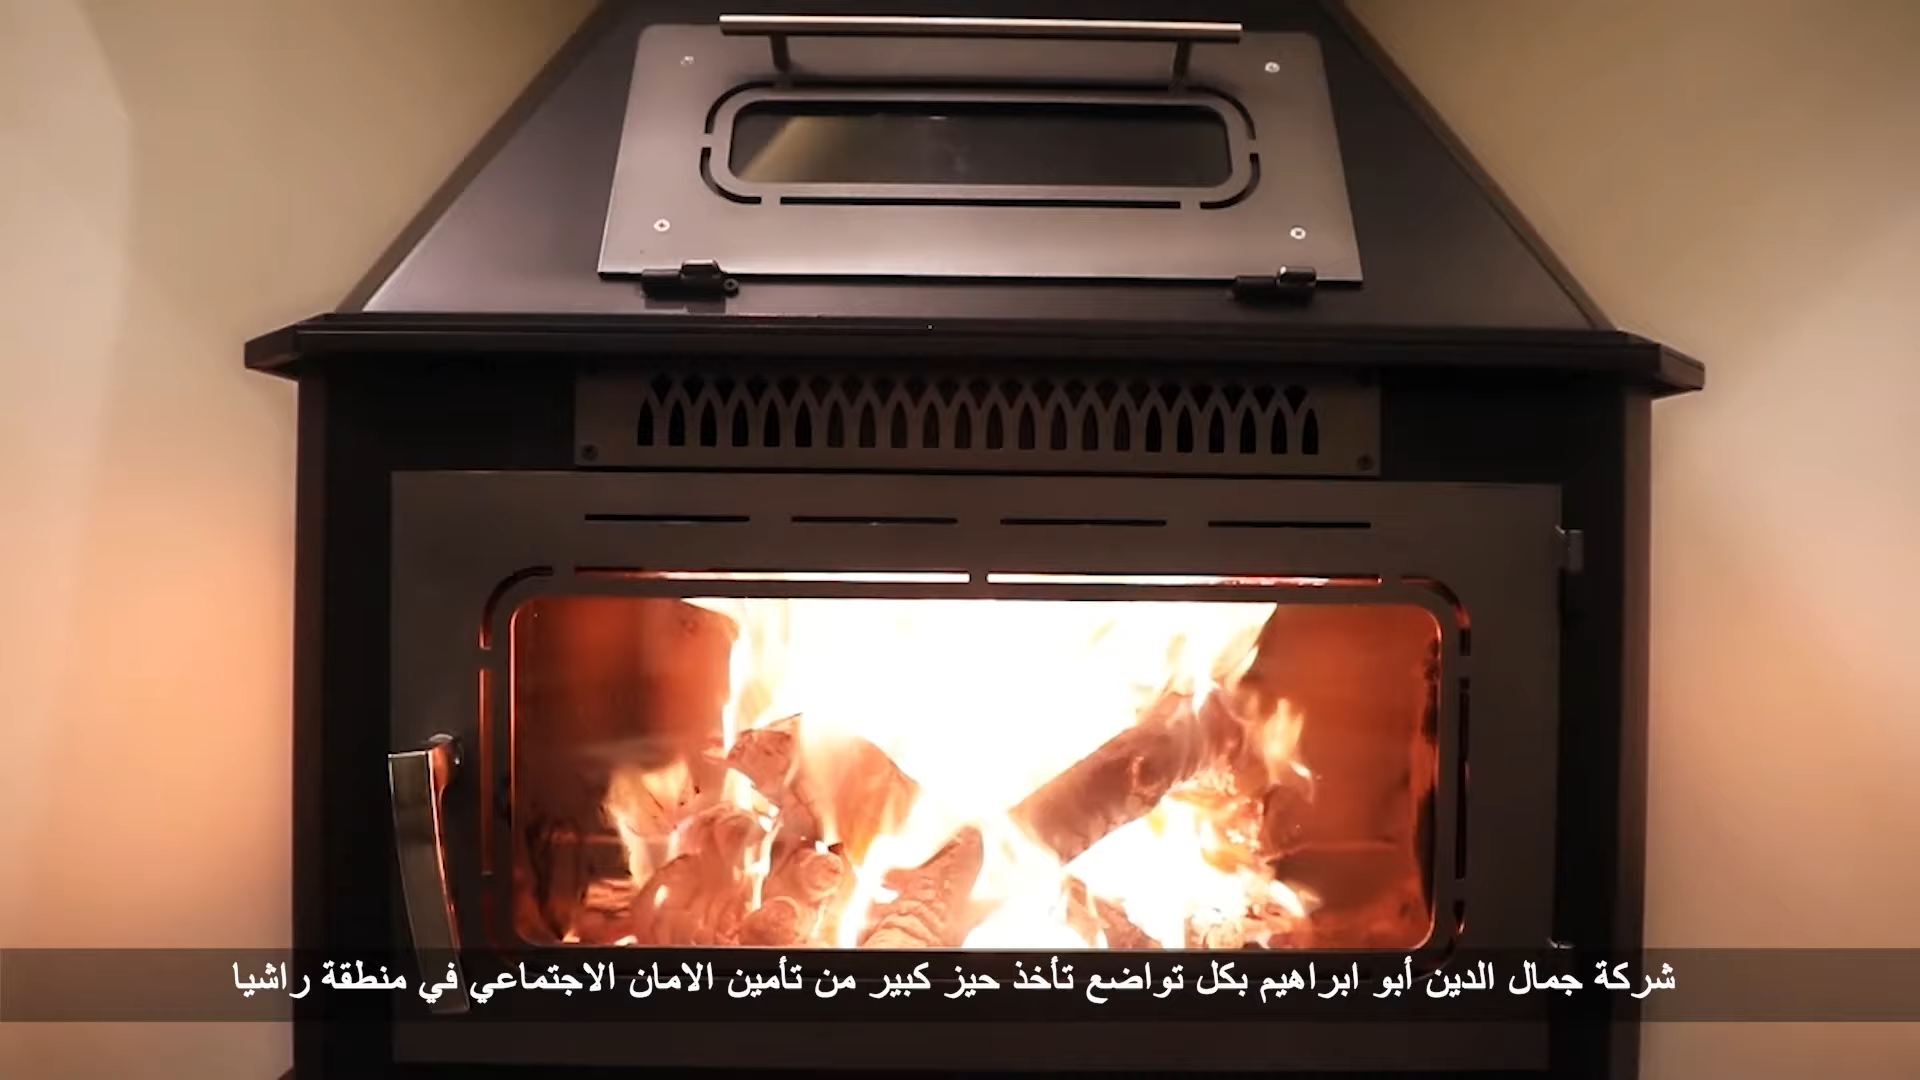 شركة جمال الدين أبو ابراهيم بكل تواضع تأخذ حيز كبير من تأمين الامان الاجتماعي في منطقة راشيا